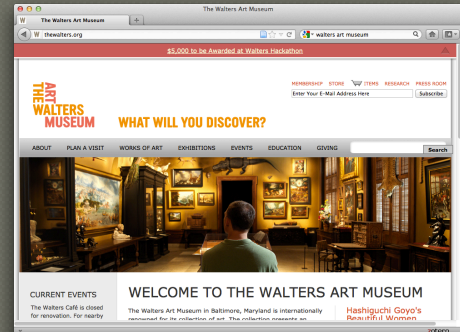 The Walters Art Museum
W The Walters Art Museum +
W thewalters.org
walters art museum
$5,000 to be Awarded at Walters Hackathon
MEMBERSHIP STORE ITEMS RESEARCH PRESS ROOM
Enter Your E-Mail Address Here Subscribe
THE WALTERS ART MUSEUM
WHAT WILL YOU DISCOVER?
ABOUT PLAN A VISIT WORKS OF ART EXHIBITIONS EVENTS EDUCATION GIVING Search
CURRENT EVENTS
The Walters Café is closed
for renovation. For nearby
WELCOME TO THE WALTERS ART MUSEUM
The Walters Art Museum in Baltimore, Maryland is internationally
renowned for its collection of art. The collection presents an
Hashiguchi Goyo's
Beautiful Women
zotero